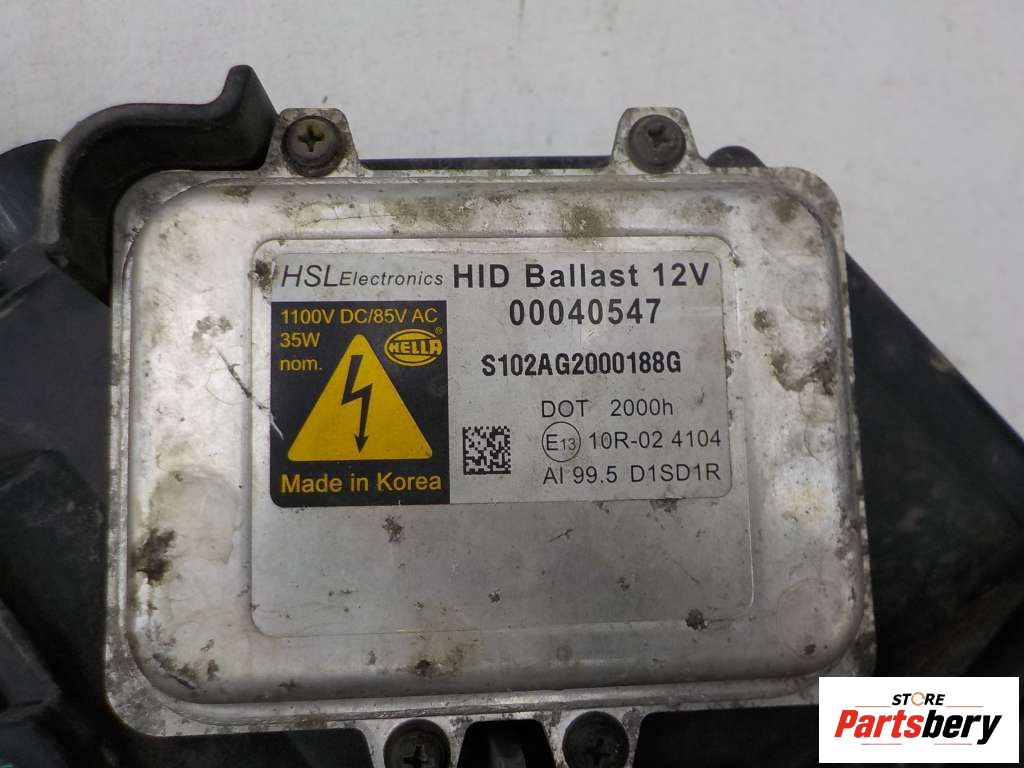 HSLElectronics HID Ballast 12V
00040547
1100V DC/85V AC
35W
nom.
HELLA ®
S102AG2000188G
DOT 2000h
E13 10R-02 4104
AI 99.5 D1SD1R
Made in Korea
STORE
Partsbery